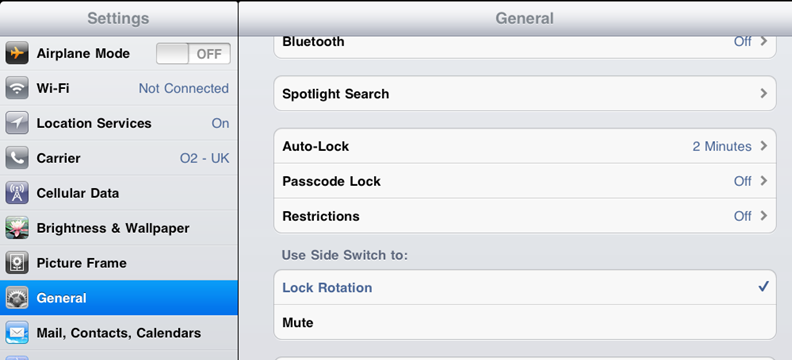 Settings
General
Airplane Mode OFF
Wi-Fi Not Connected
Location Services On
Carrier O2 - UK
Cellular Data
Brightness & Wallpaper
Picture Frame
General
Mail, Contacts, Calendars
Bluetooth Off
Spotlight Search
Auto-Lock 2 Minutes
Passcode Lock Off
Restrictions Off
Use Side Switch to:
Lock Rotation
Mute